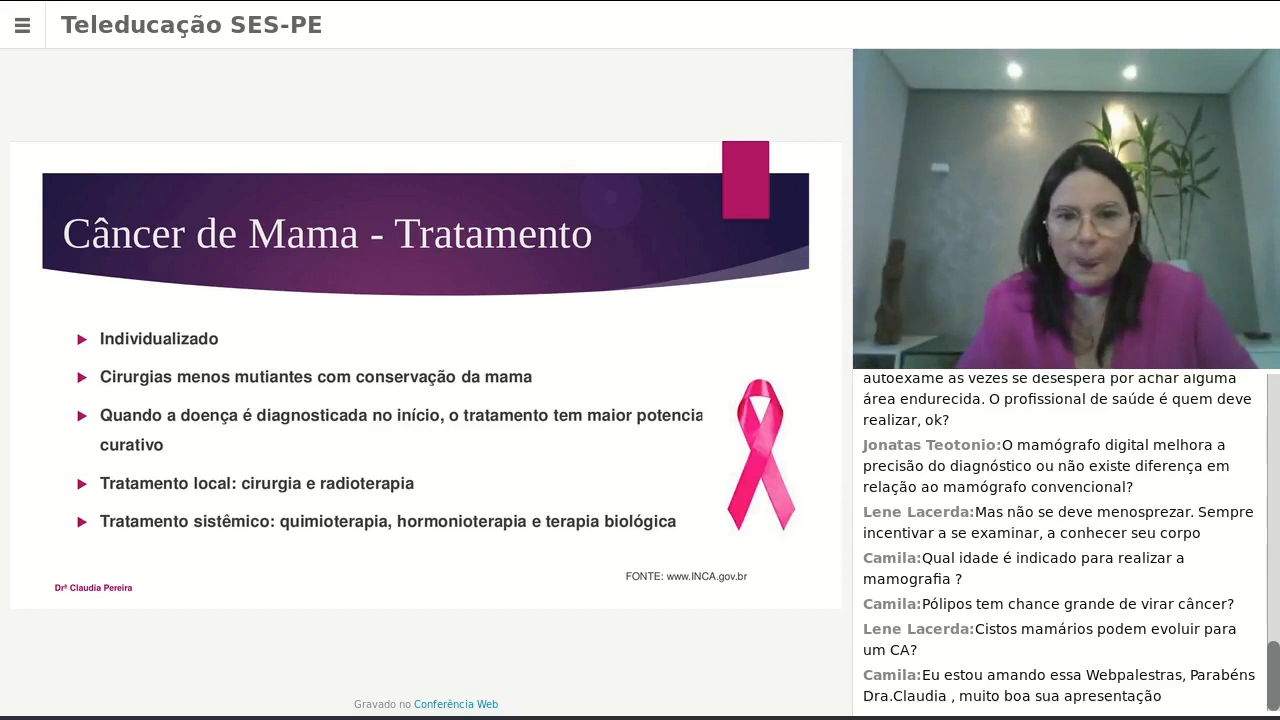 Teleducação SES-PE
Câncer de Mama - Tratamento
Individualizado
Cirurgias menos mutiantes com conservação da mama
Quando a doença é diagnosticada no início, o tratamento tem maior potencia
curativo
Tratamento local: cirurgia e radioterapia
Tratamento sistêmico: quimioterapia, hormonioterapia e terapia biológica
FONTE: www.INCA.gov.br
Drª Claudia Pereira
Gravado no Conferência Web
autoexame as vezes se desespera por achar alguma
área endurecida. O profissional de saúde é quem deve
realizar, ok?
Jonatas Teotonio:O mamógrafo digital melhora a
precisão do diagnóstico ou não existe diferença em
relação ao mamógrafo convencional?
Lene Lacerda:Mas não se deve menosprezar. Sempre
incentivar a se examinar, a conhecer seu corpo
Camila:Qual idade é indicado para realizar a
mamografia ?
Camila:Pólipos tem chance grande de virar câncer?
Lene Lacerda:Cistos mamários podem evoluir para
um CA?
Camila:Eu estou amando essa Webpalestras, Parabéns
Dra.Claudia , muito boa sua apresentação